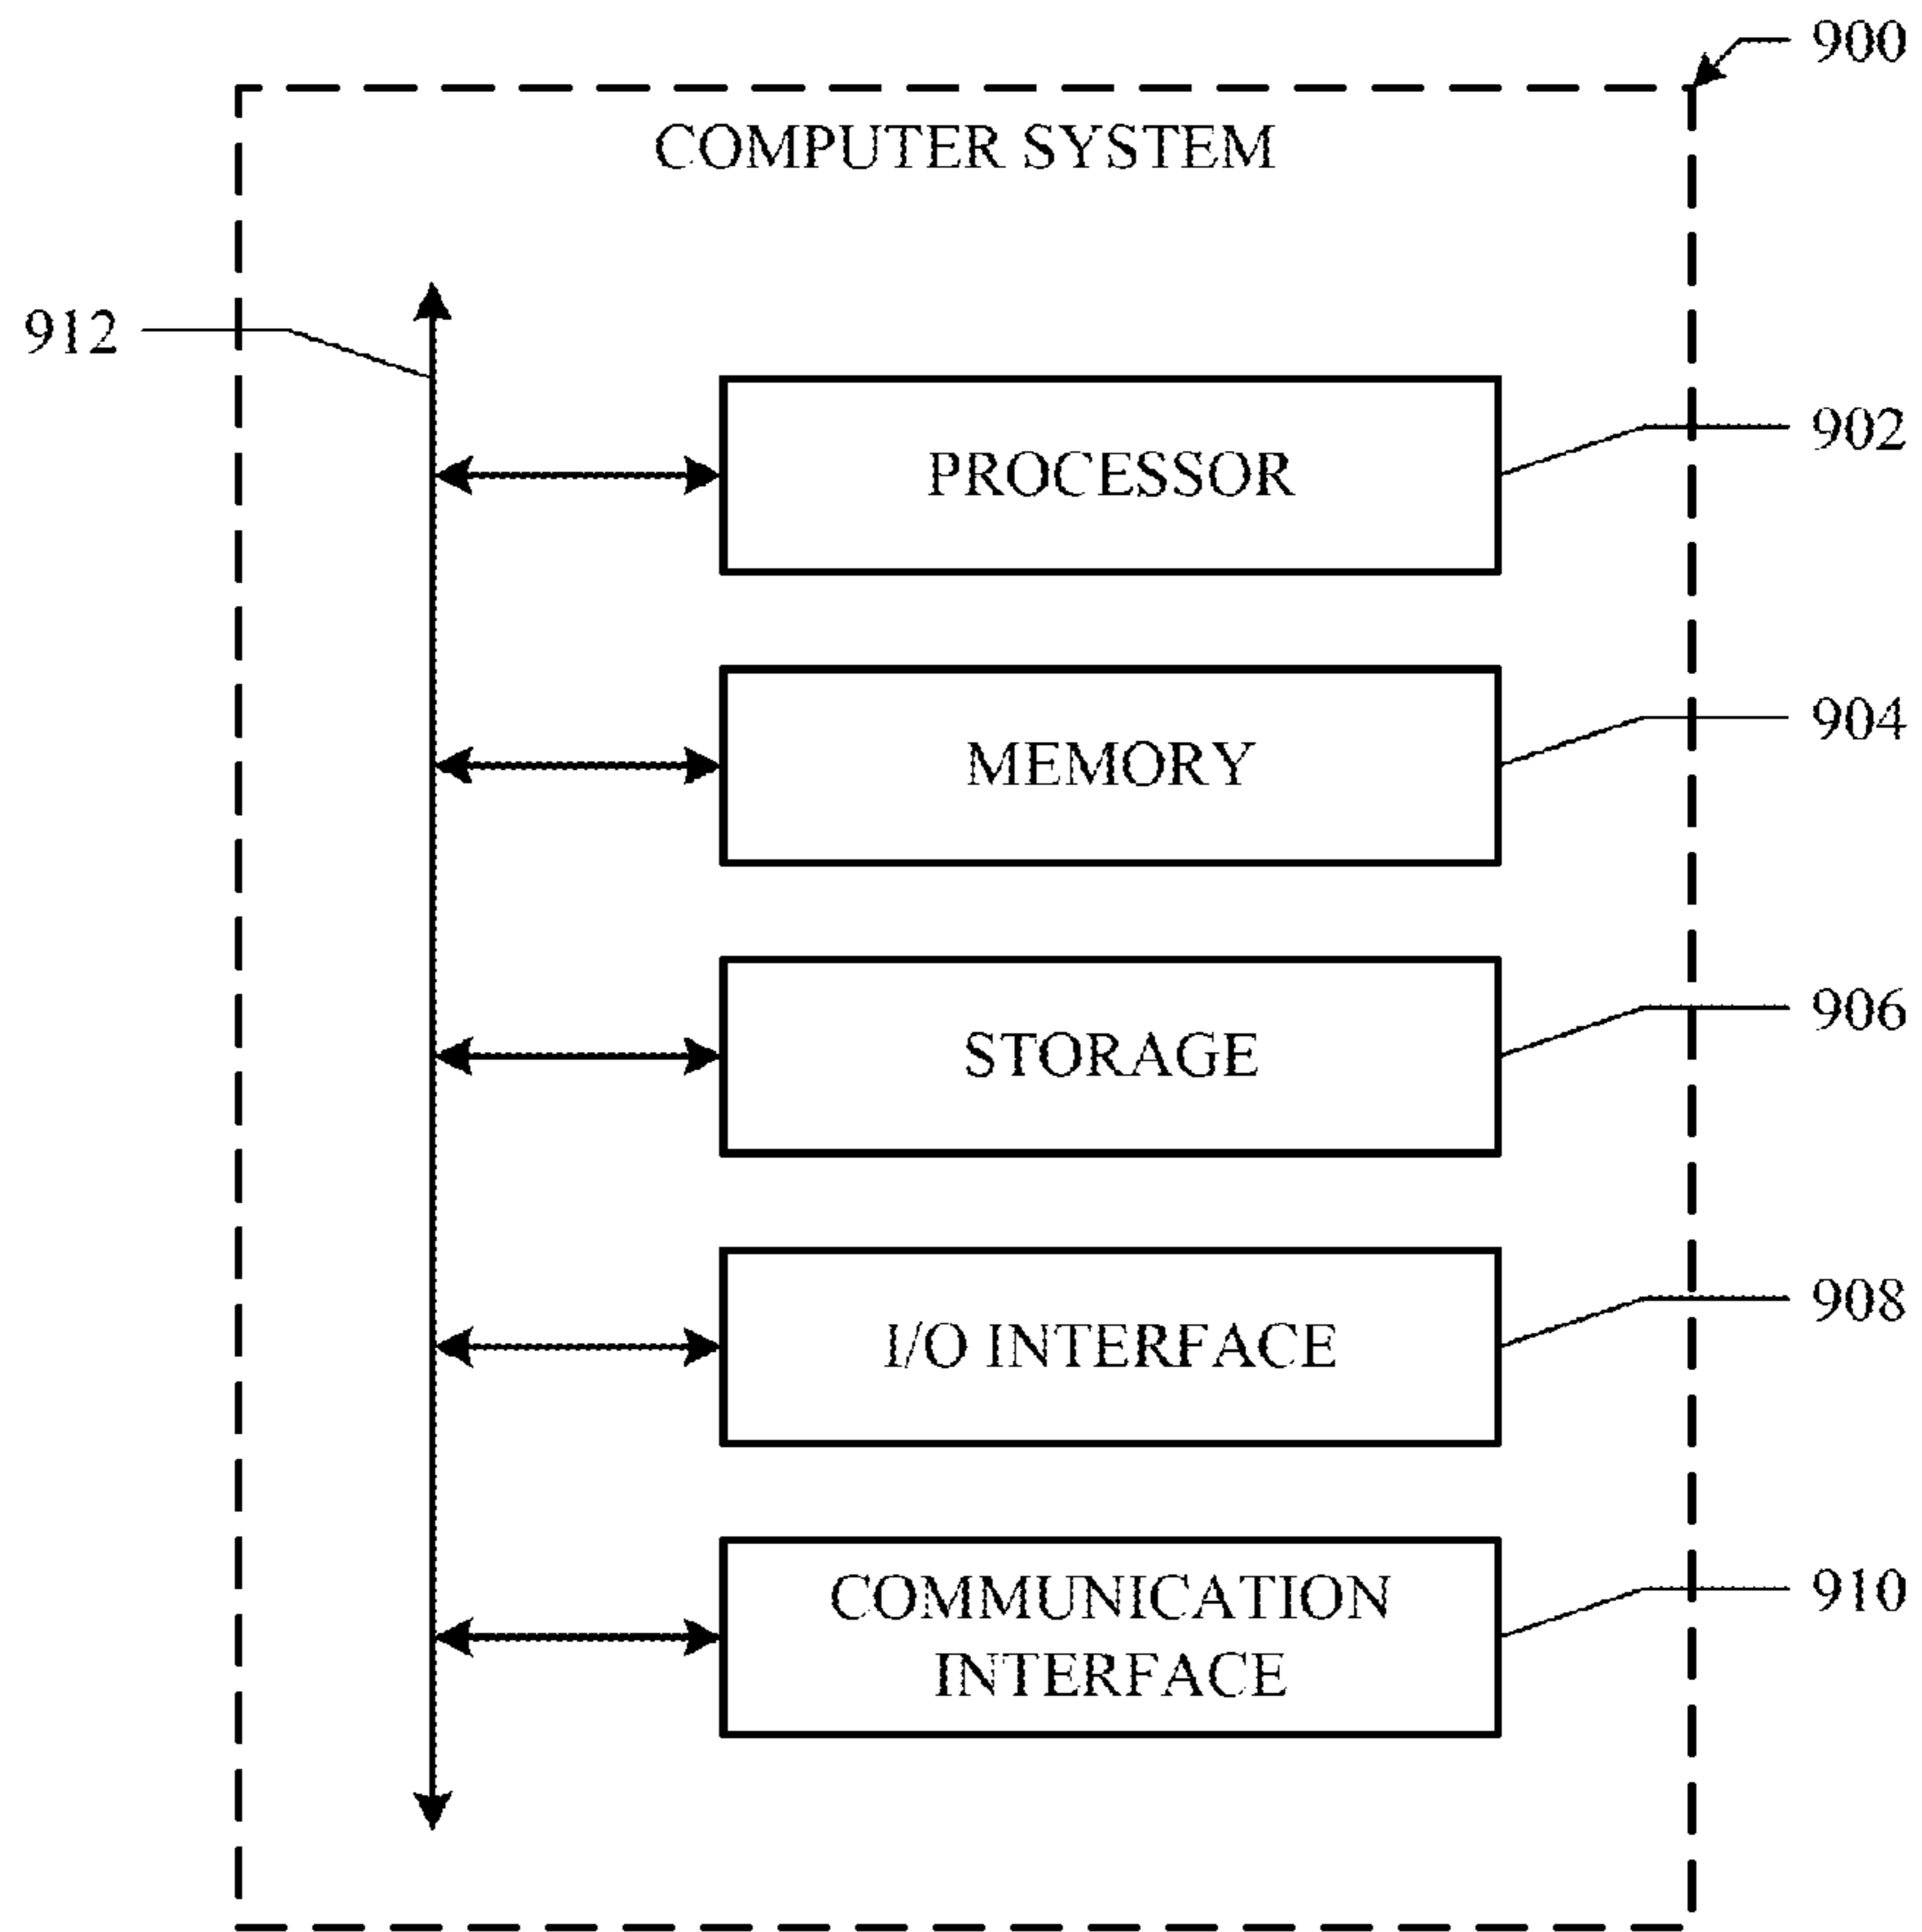 900
COMPUTER SYSTEM
912
902
PROCESSOR
904
MEMORY
906
STORAGE
908
I/O INTERFACE
910
COMMUNICATION
INTERFACE